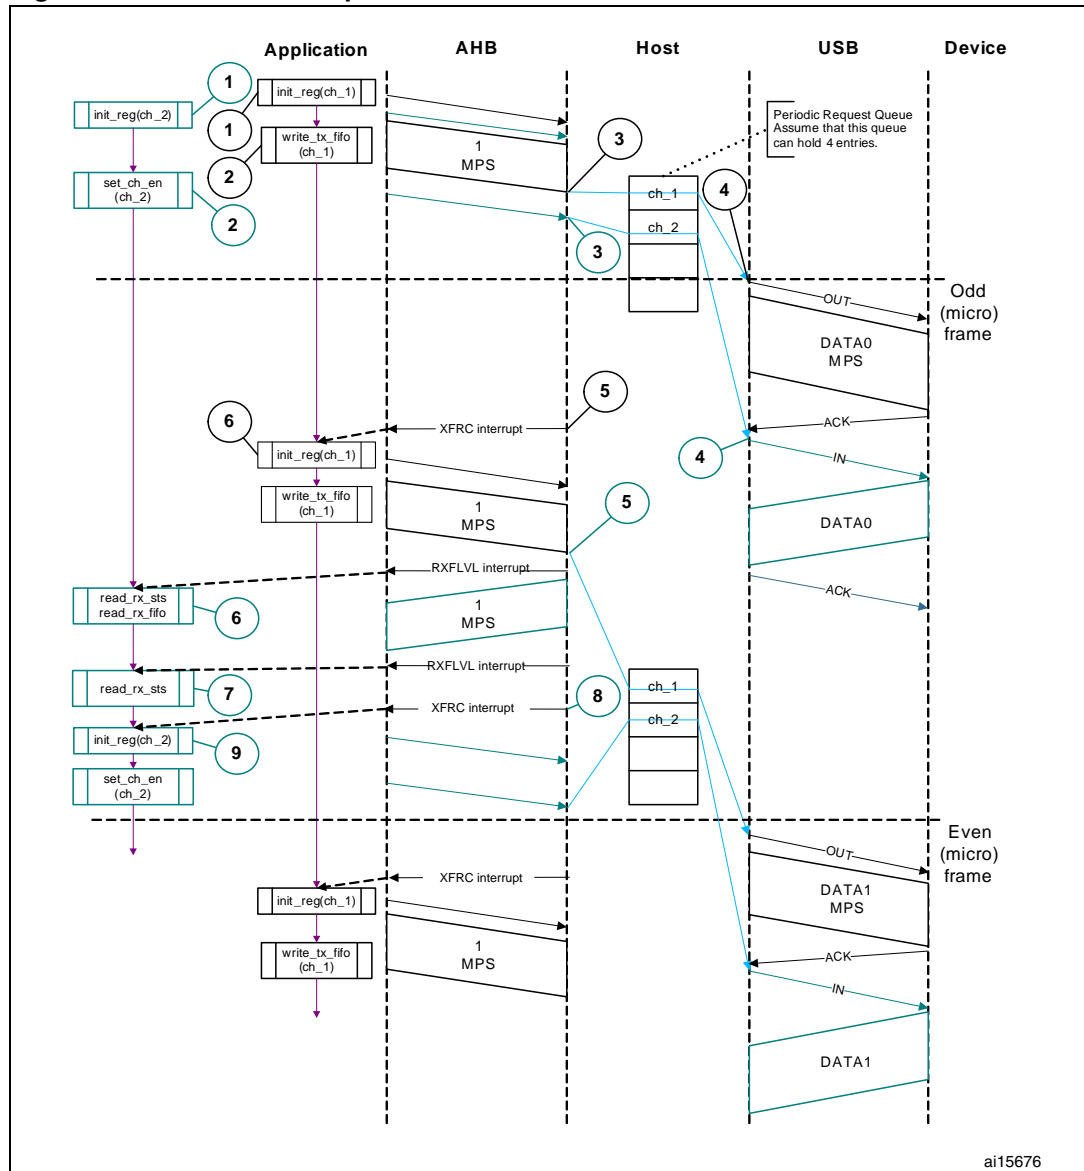 Application AHB Host USB Device
1
init_reg(ch_2)
init_reg(ch_1)
1
write_tx_fifo
(ch_1)
2
1
MPS
3
Periodic Request Queue
Assume that this queue
can hold 4 entries.
set_ch_en
(ch_2)
2
ch_1
ch_2
4
3
Odd
(micro)
frame
OUT
DATA0
MPS
5
6
XFRC interrupt
ACK
init_reg(ch_1)
4
IN
write_tx_fifo
(ch_1)
1
MPS
5
DATA0
RXFLVL interrupt
read_rx_sts
read_rx_fifo
6
1
MPS
ACK
RXFLVL interrupt
read_rx_sts
7
XFRC interrupt
8
ch_1
ch_2
init_reg(ch_2)
9
set_ch_en
(ch_2)
Even
(micro)
frame
OUT
XFRC interrupt
init_reg(ch_1)
DATA1
MPS
write_tx_fifo
(ch_1)
1
MPS
ACK
IN
DATA1
ai15676